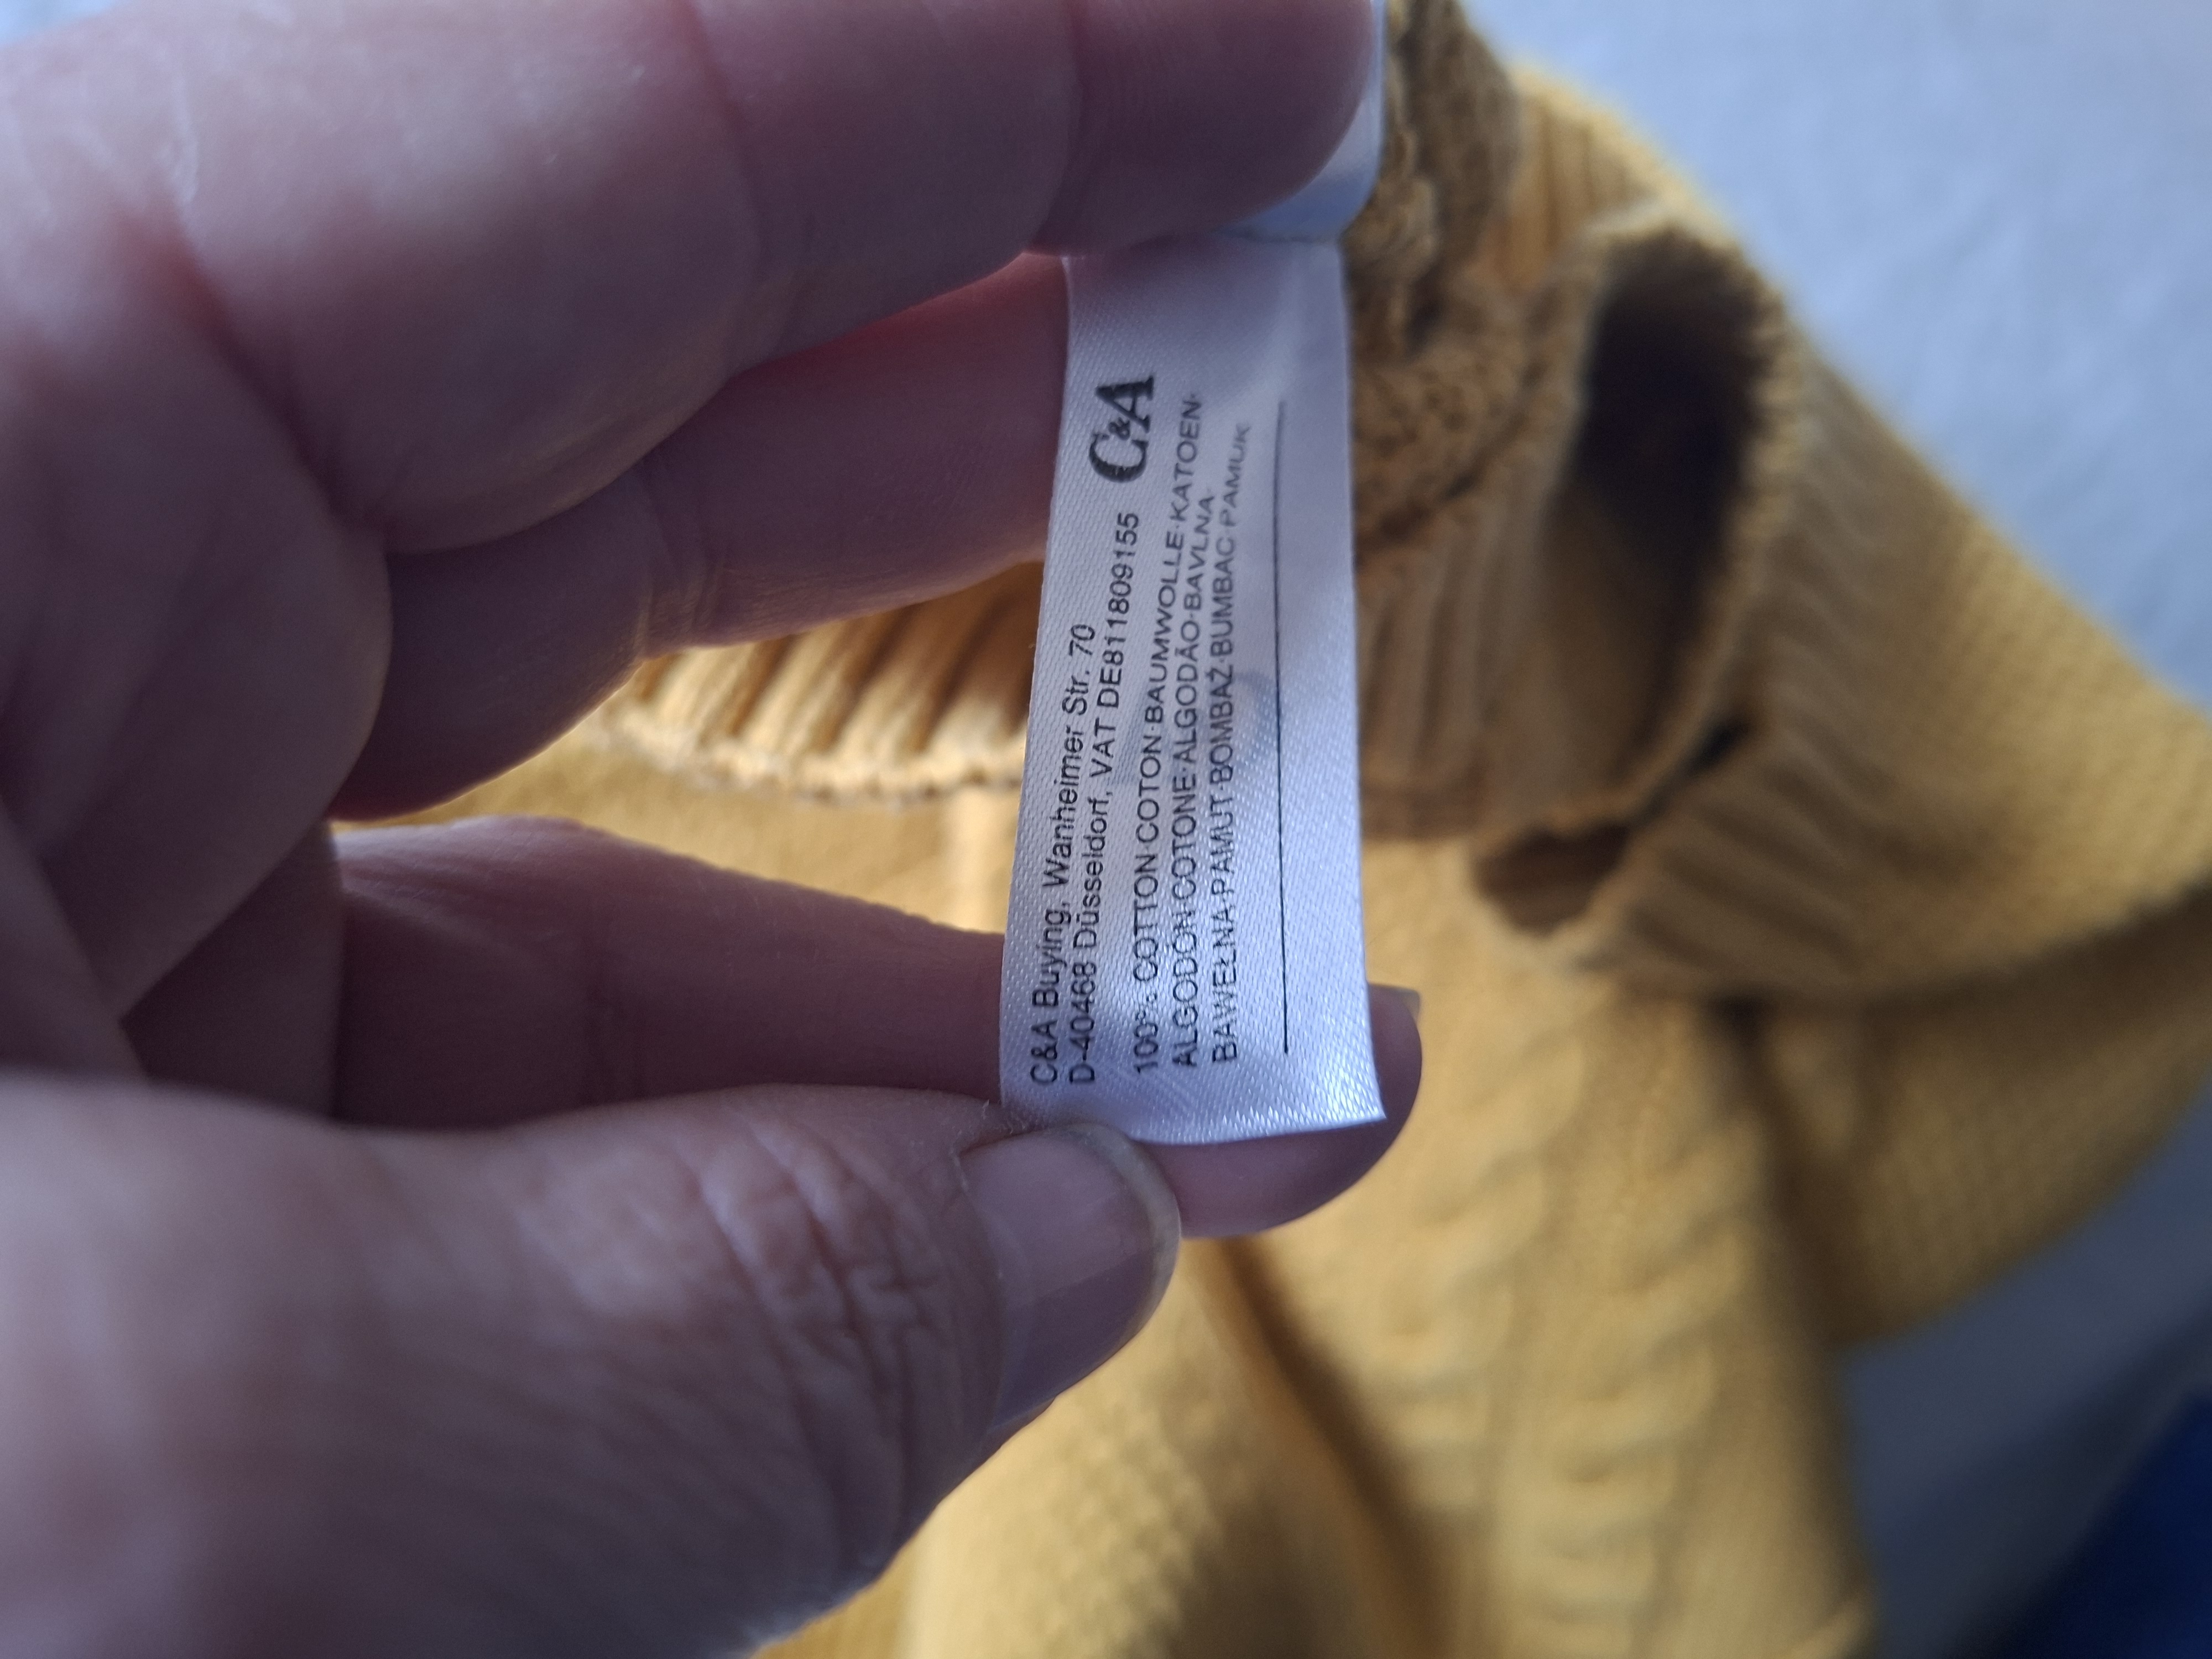 C&A Buying, Wanheimer Str. 70
D-40468 Düsseldorf, VAT DE811809155 C&A
100% COTTON·COTON·BAUMWOLLE·KATOEN·
ALGODÓN·COTONE·ALGODÃO·BAVLNA·
BAWEŁNA·PAMUT·BOMBAŽ·BUMBAC·PAMUK